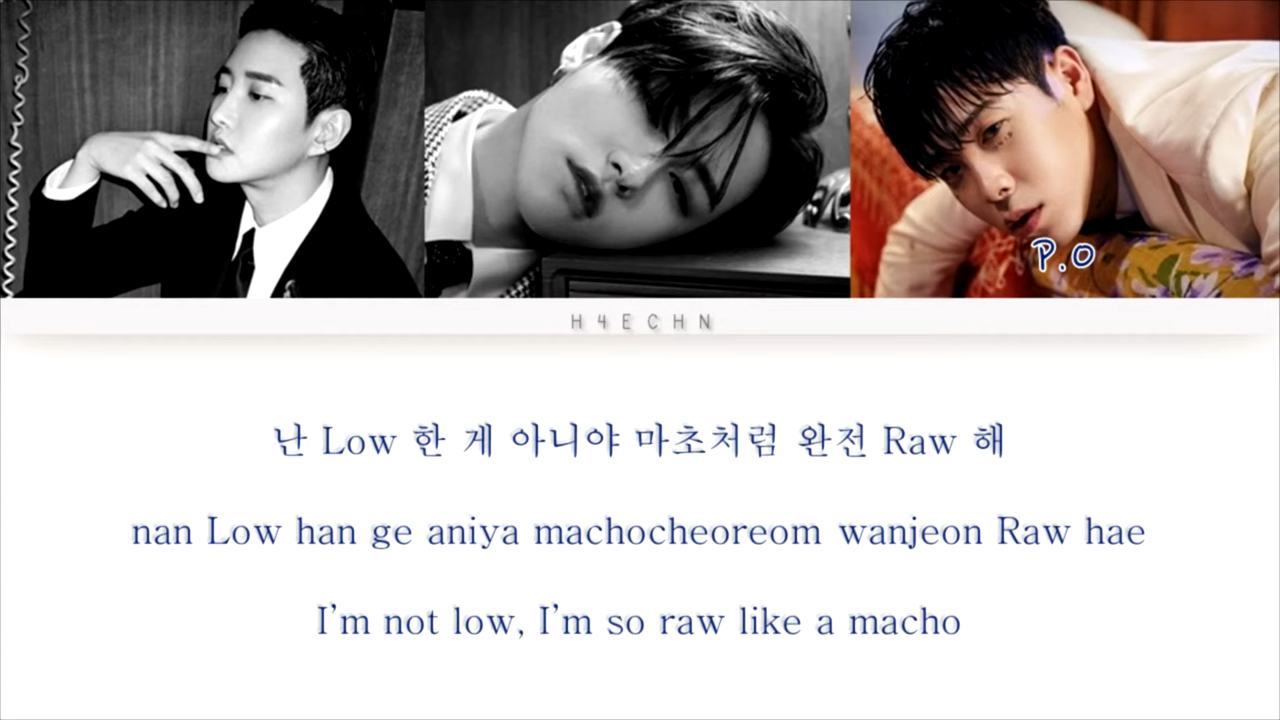 P.O
H4ECHN
난 Low 한 게 아니야 마초처럼 완전 Raw 해
nan Low han ge aniya machocheoreom wanjeon Raw hae
I'm not low, I'm so raw like a macho